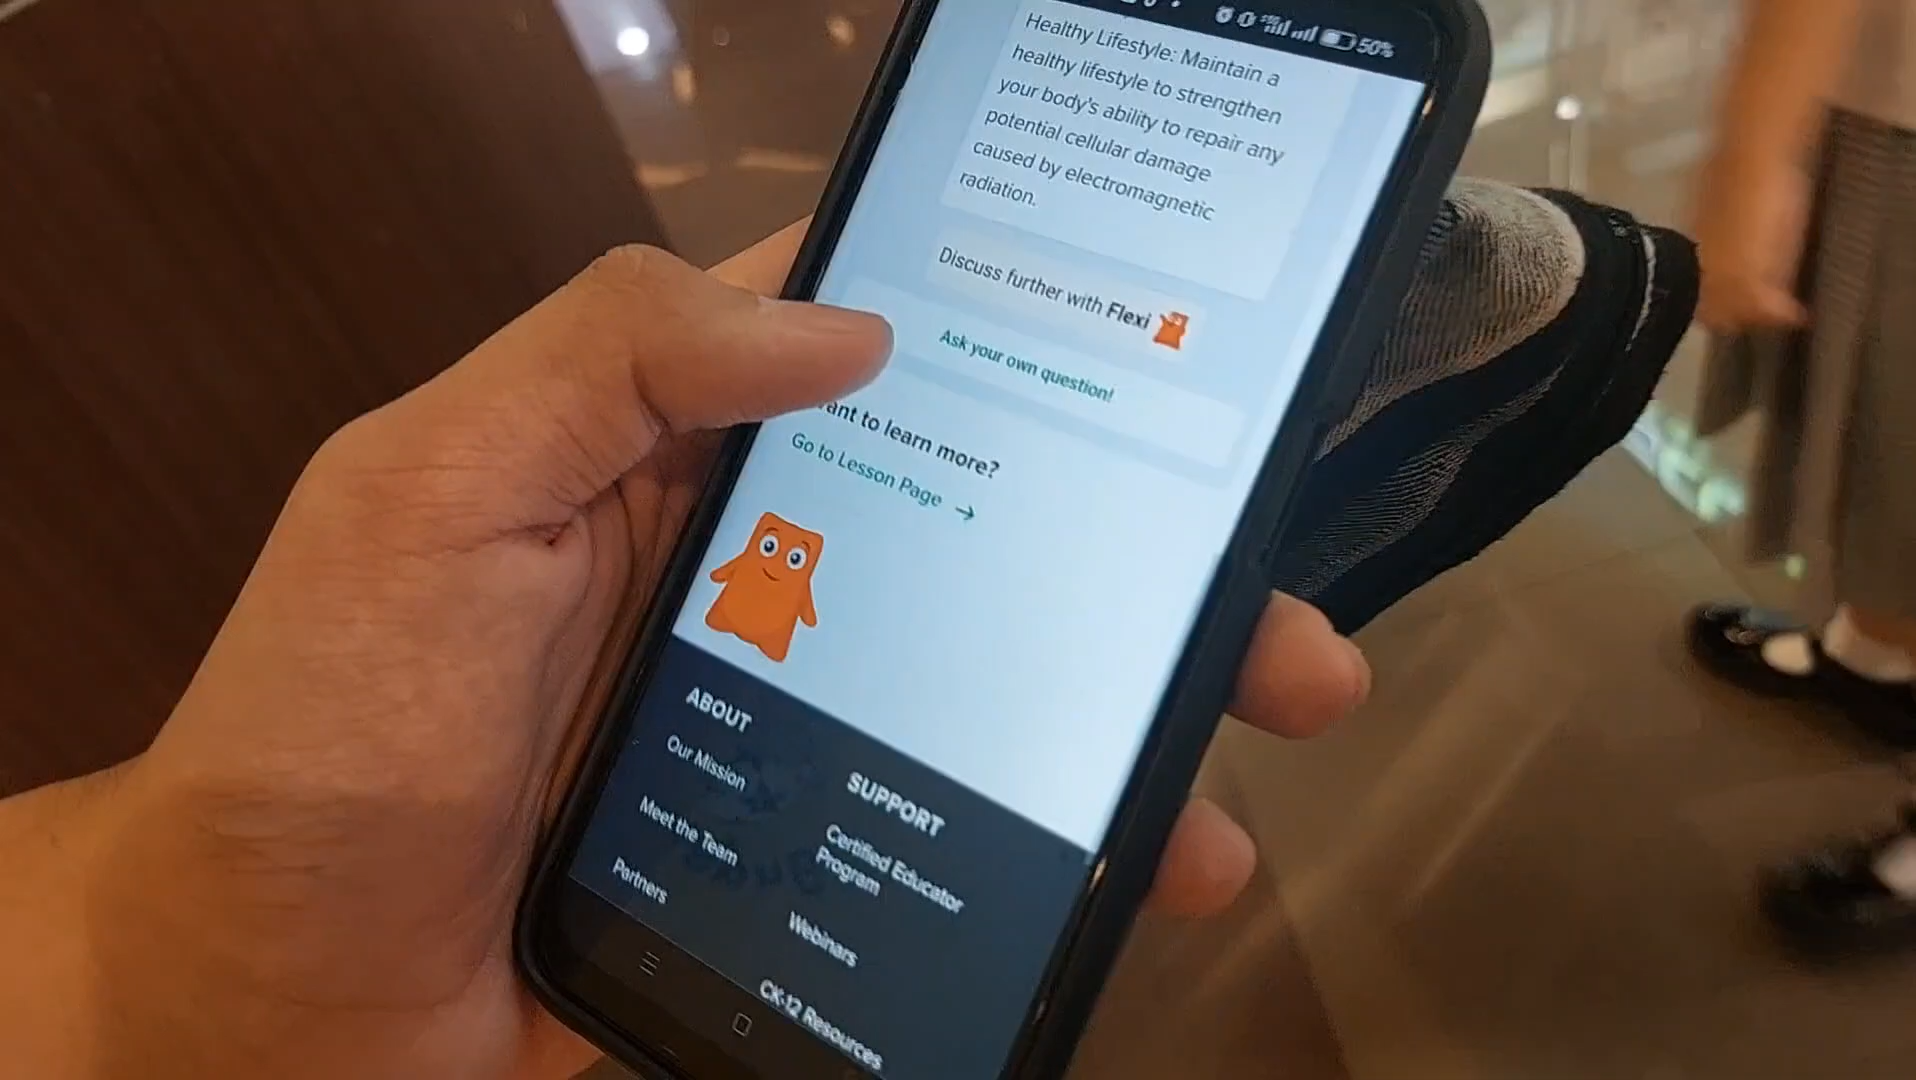 50%
Healthy Lifestyle: Maintain a
healthy lifestyle to strengthen
your body's ability to repair any
potential cellular damage
caused by electromagnetic
radiation.
Discuss further with Flexi
Ask your own question!
ant to learn more?
Go to Lesson Page →
ABOUT
Our Mission
Meet the Team
Partners
SUPPORT
Certified Educator
Program
Webinars
CK-12 Resources